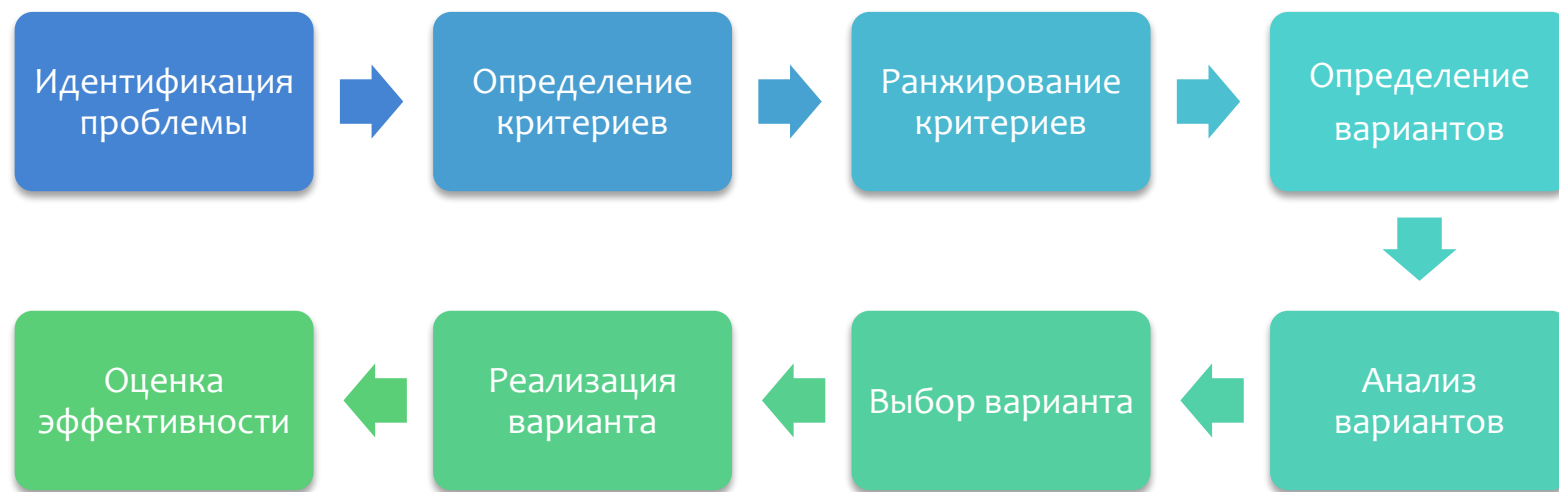 Идентификация
проблемы
Определение
критериев
Ранжирование
критериев
Определение
вариантов
Анализ
вариантов
Выбор варианта
Реализация
варианта
Оценка
эффективности